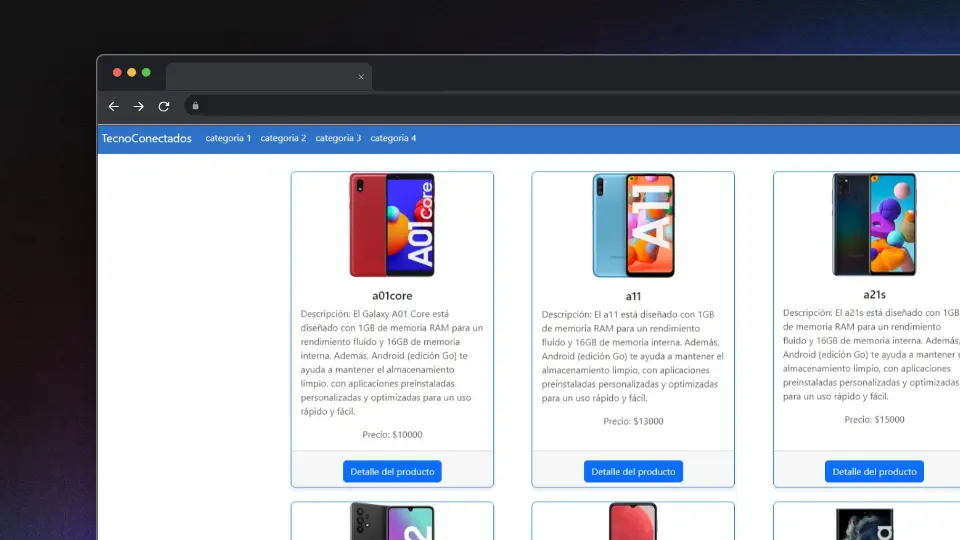 TecnoConectados categoria 1 categoria 2 categoria 3 categoria 4
A01 Core
a01core
Descripción: El Galaxy A01 Core está
diseñado con 1GB de memoria RAM para un
rendimiento fluido y 16GB de memoria
interna. Además, Android (edición Go) te
ayuda a mantener el almacenamiento
limpio, con aplicaciones preinstaladas
personalizadas y optimizadas para un uso
rápido y fácil.
Precio: $10000
Detalle del producto
A11
a11
Descripción: El a11 está diseñado con 1GB
de memoria RAM para un rendimiento
fluido y 16GB de memoria interna. Además,
Android (edición Go) te ayuda a mantener el
almacenamiento limpio, con aplicaciones
preinstaladas personalizadas y optimizadas
para un uso rápido y fácil.
Precio: $13000
Detalle del producto
a21s
Descripción: El a21s está diseñado con 1GB
de memoria RAM para un rendimiento
fluido y 16GB de memoria interna. Además,
Android (edición Go) te ayuda a mantener
almacenamiento limpio, con aplicaciones
preinstaladas personalizadas y optimizadas
para un uso rápido y fácil.
Precio: $15000
Detalle del producto